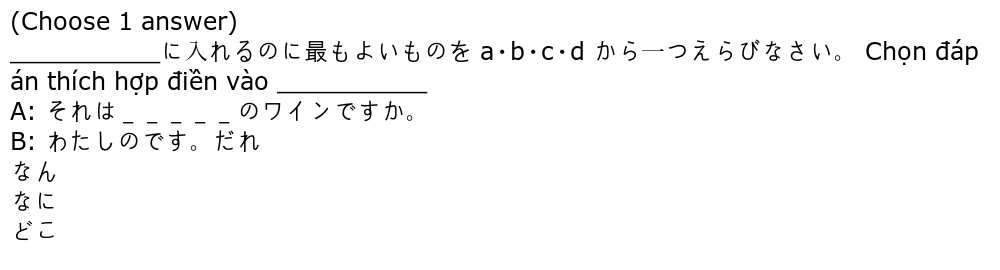 (Choose 1 answer)
____________に入れるのに最もよいものを a・b・c・d から一つえらびなさい。 Chọn đáp
án thích hợp điền vào ____________
A: それは _ _ _ _ _ のワインですか。
B: わたしのです。だれ
なん
なに
どこ